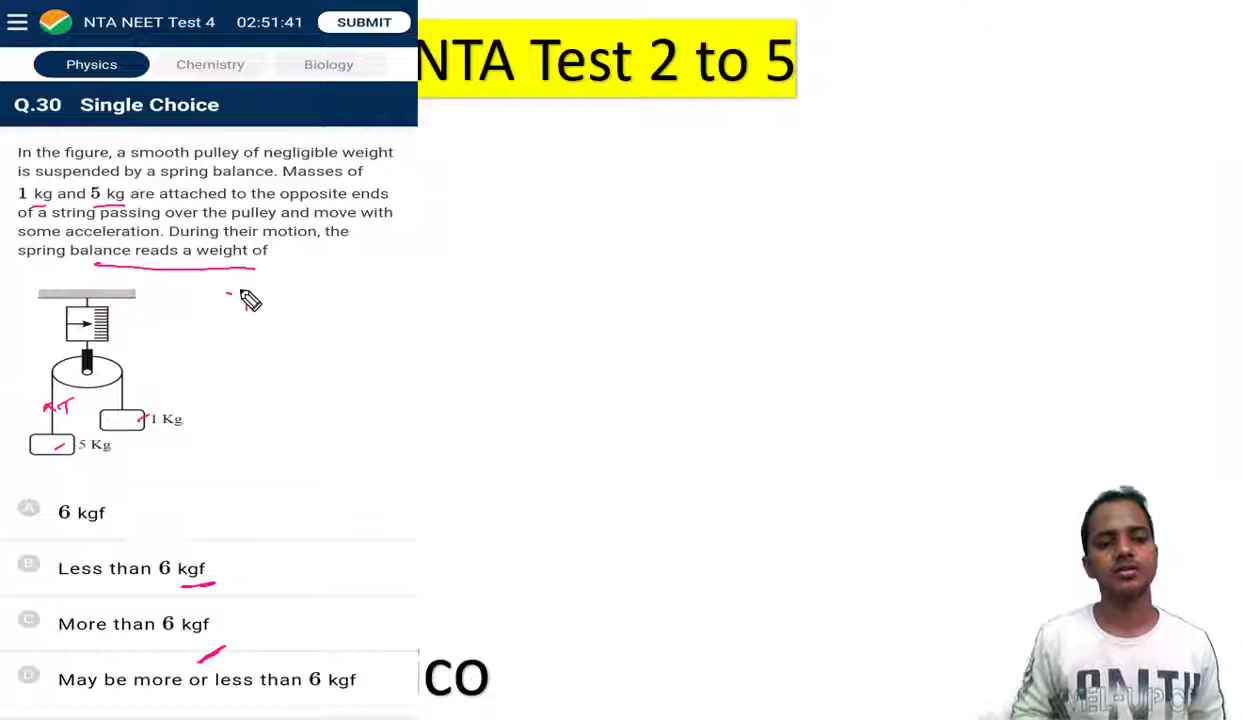 NTA NEET Test 4
02:51:41
SUBMIT
NTA Test 2 to 5
Physics
Chemistry
Biology
Q.30 Single Choice
In the figure, a smooth pulley of negligible weight
is suspended by a spring balance. Masses of
1 kg and 5 kg are attached to the opposite ends
of a string passing over the pulley and move with
some acceleration. During their motion, the
spring balance reads a weight of
T
1 Kg
5 Kg
A
6 kgf
B
Less than 6 kgf
C
More than 6 kgf
D
May be more or less than 6 kgf
co